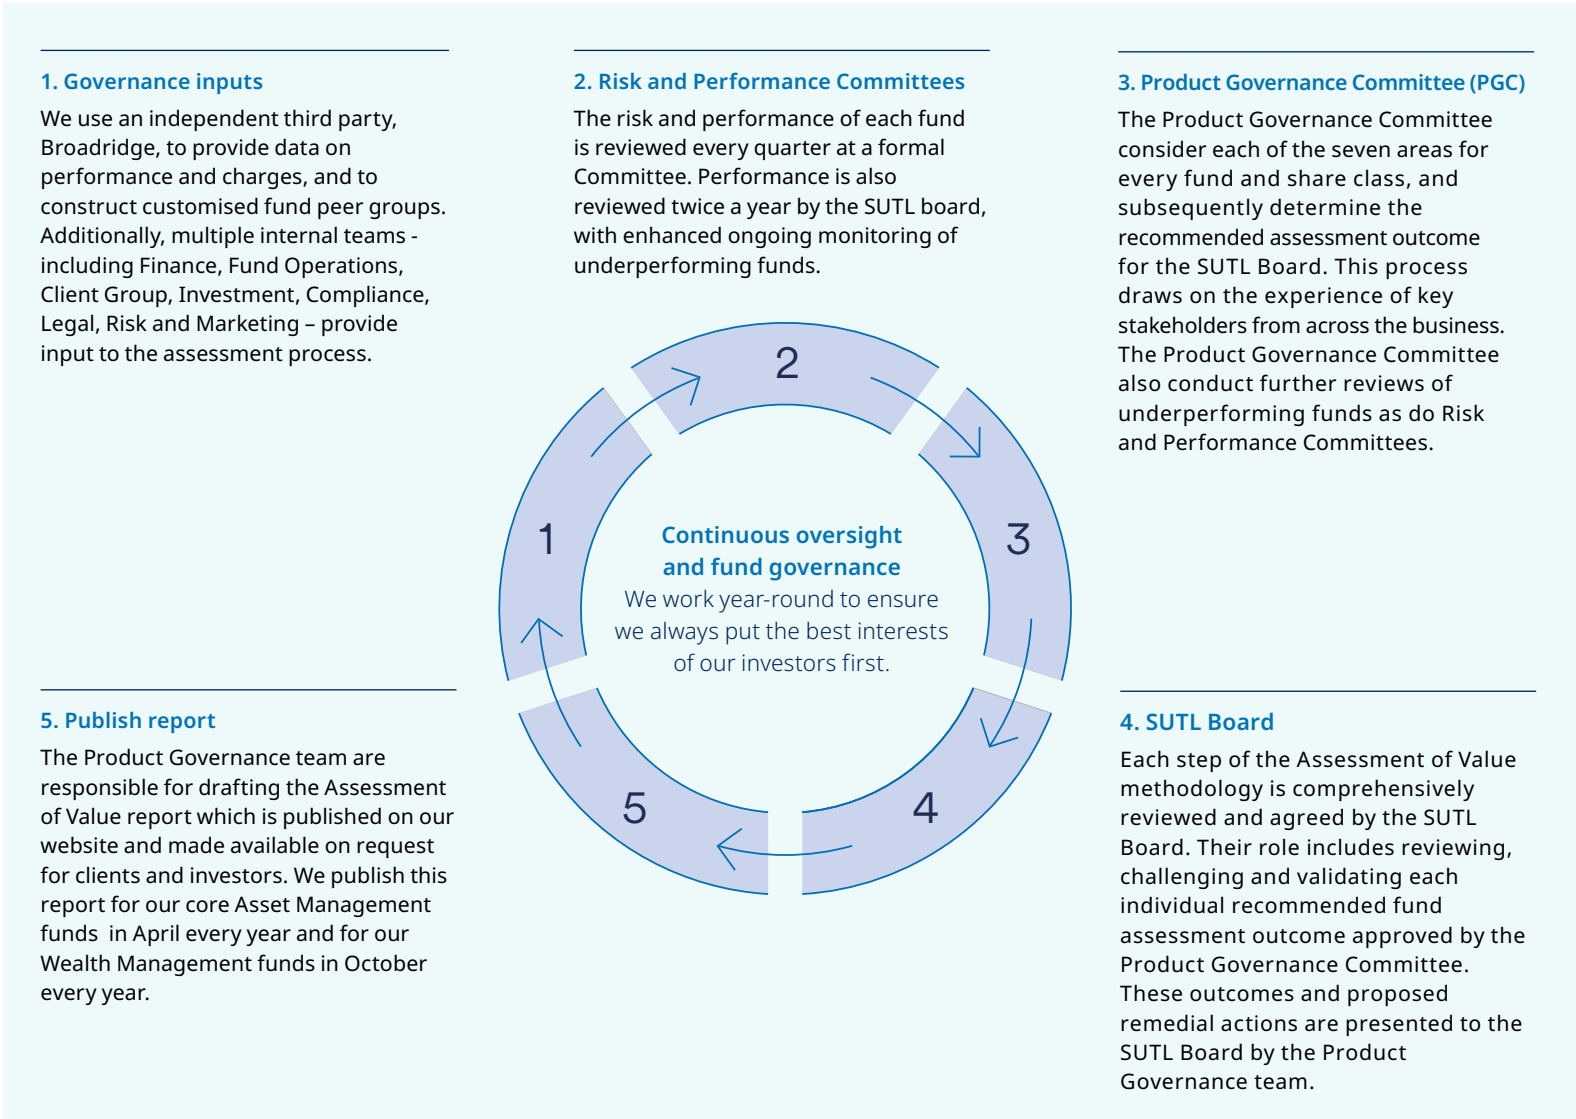 1. Governance inputs
We use an independent third party,
Broadridge, to provide data on
performance and charges, and to
construct customised fund peer groups.
Additionally, multiple internal teams -
including Finance, Fund Operations,
Client Group, Investment, Compliance,
Legal, Risk and Marketing – provide
input to the assessment process.
2. Risk and Performance Committees
The risk and performance of each fund
is reviewed every quarter at a formal
Committee. Performance is also
reviewed twice a year by the SUTL board,
with enhanced ongoing monitoring of
underperforming funds.
3. Product Governance Committee (PGC)
The Product Governance Committee
consider each of the seven areas for
every fund and share class, and
subsequently determine the
recommended assessment outcome
for the SUTL Board. This process
draws on the experience of key
stakeholders from across the business.
The Product Governance Committee
also conduct further reviews of
underperforming funds as do Risk
and Performance Committees.
2
1
3
Continuous oversight
and fund governance
We work year-round to ensure
we always put the best interests
of our investors first.
5
4
4. SUTL Board
Each step of the Assessment of Value
methodology is comprehensively
reviewed and agreed by the SUTL
Board. Their role includes reviewing,
challenging and validating each
individual recommended fund
assessment outcome approved by the
Product Governance Committee.
These outcomes and proposed
remedial actions are presented to the
SUTL Board by the Product
Governance team.
5. Publish report
The Product Governance team are
responsible for drafting the Assessment
of Value report which is published on our
website and made available on request
for clients and investors. We publish this
report for our core Asset Management
funds  in April every year and for our
Wealth Management funds in October
every year.